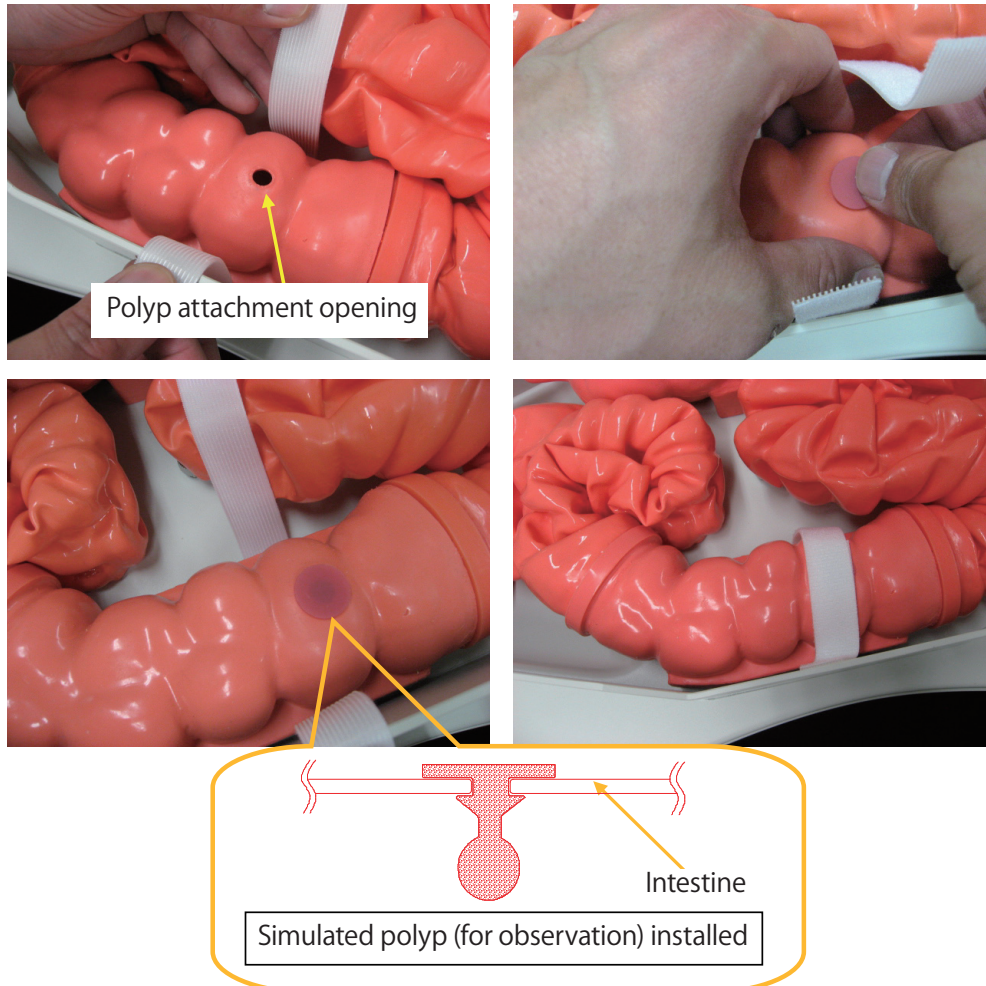 Polyp attachment opening
Intestine
Simulated polyp (for observation) installed